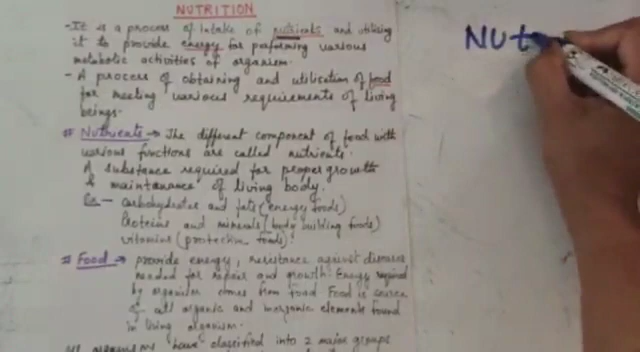 NUTRITION
- It is a process of intake of nutrients and utilising
it to provide energy for performing various
metabolic activities of organism.
- A process of obtaining and utilisation of food
for meeting various requirements of living
beings.
# Nutrients → The different component of food with
various functions are called nutrients.
A substance required for proper growth
& maintanance of living body.
Ex - Carbohydrates and fats (energy foods)
Proteins and minerals (body building foods)
vitamins (protective foods)
# Food → provide energy, resistance against diseases
needed for repair and growth. Energy required
by organism comes from food. Food is source
of all organic and inorganic elements found
in living organism.
All organisms have classified into 2 major groups
NUt